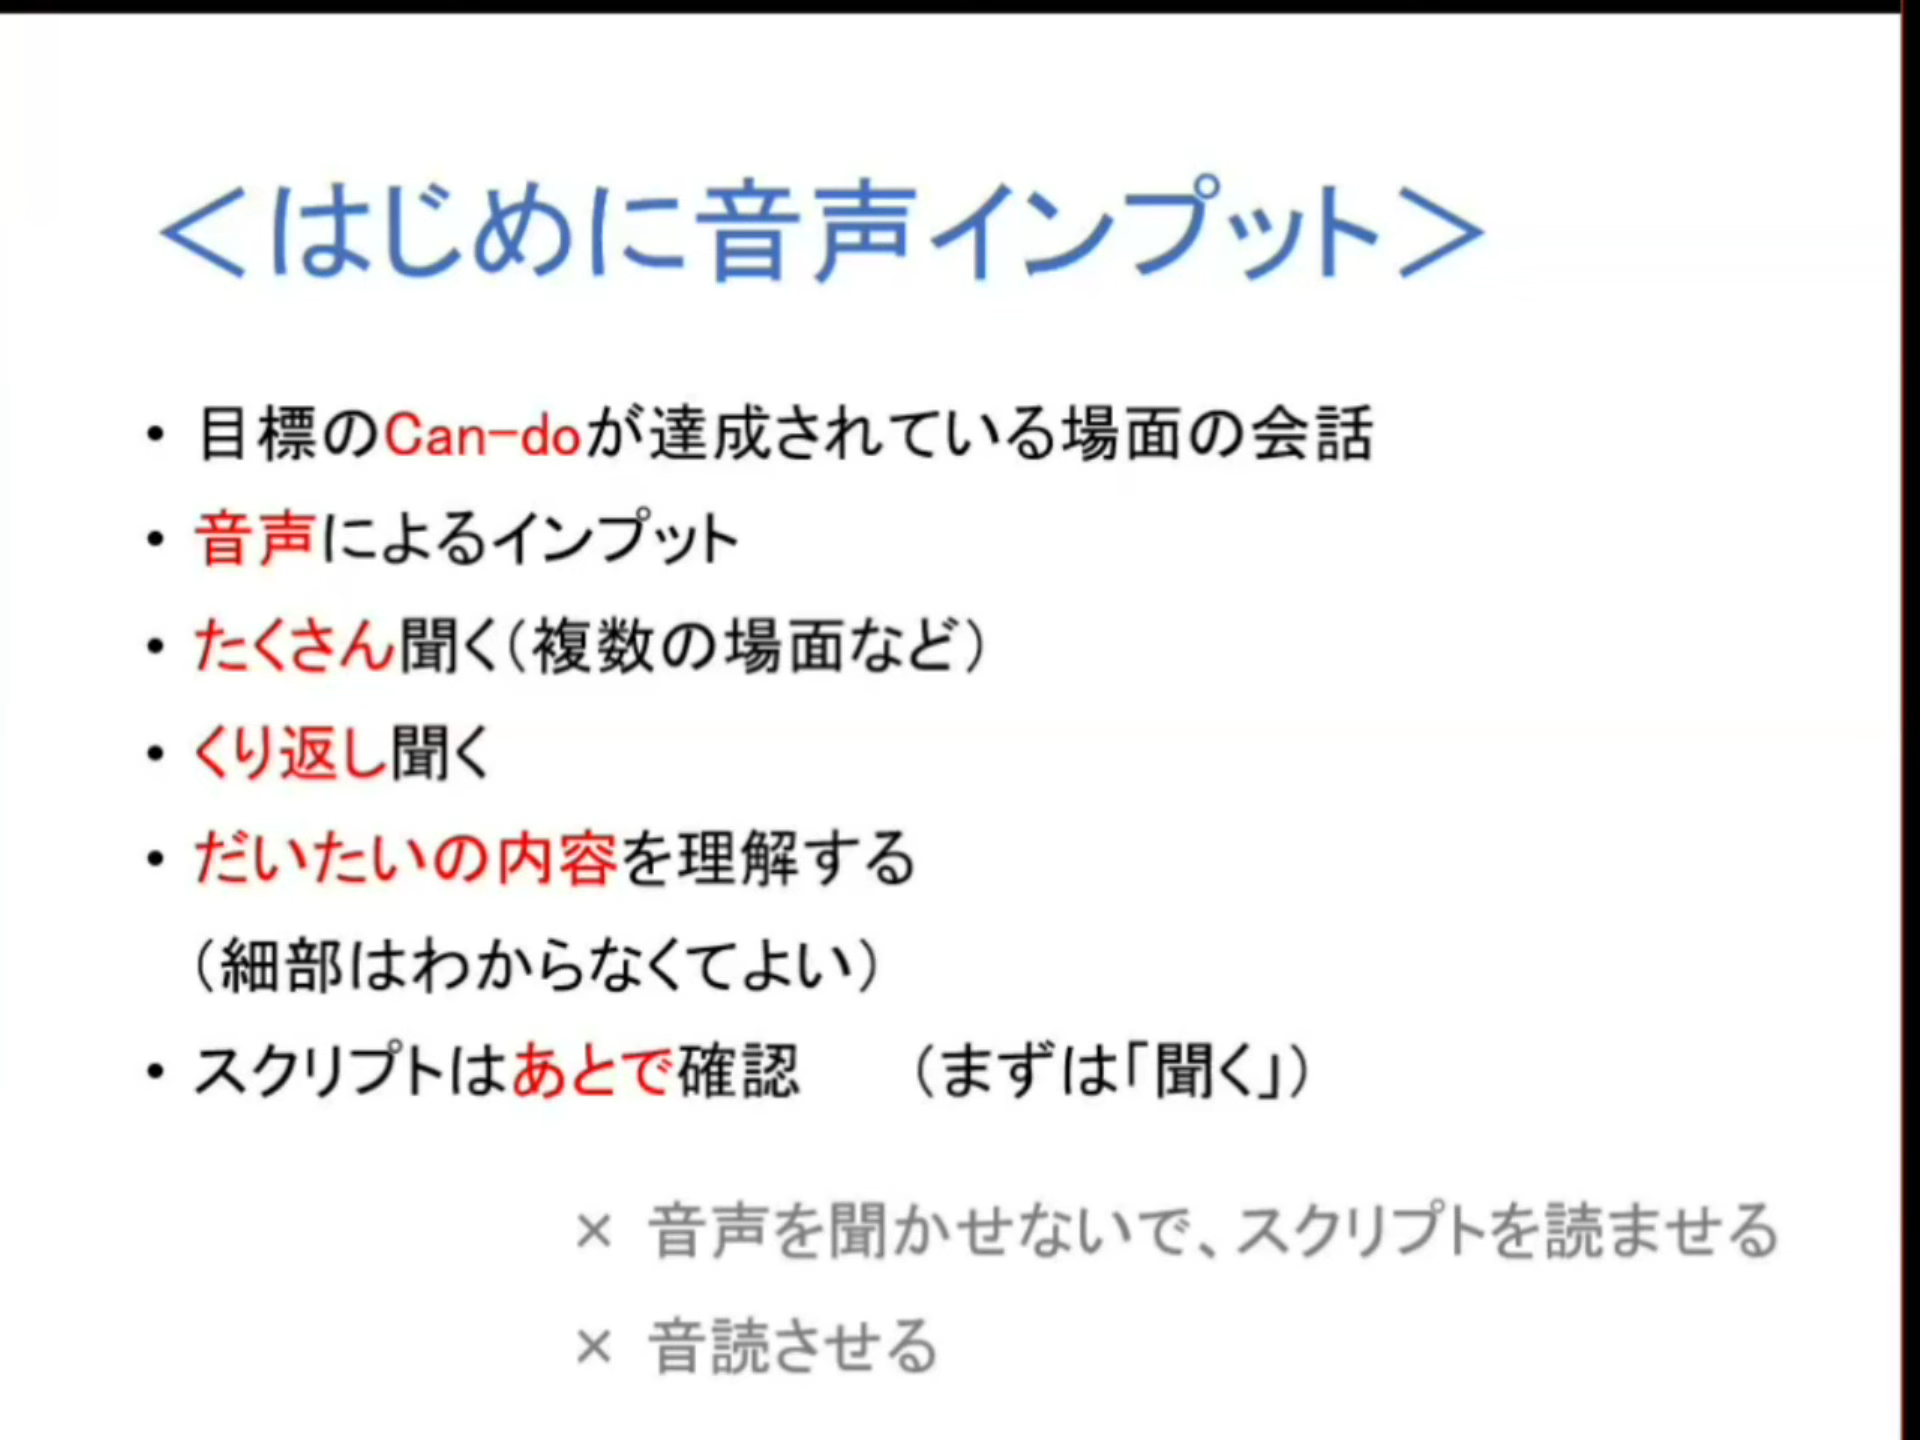 ＜はじめに音声インプット＞
• 目標のCan-doが達成されている場面の会話
• 音声によるインプット
• たくさん聞く（複数の場面など）
• くり返し聞く
• だいたいの内容を理解する
（細部はわからなくてよい）
• スクリプトはあとで確認　（まずは「聞く」）
× 音声を聞かせないで、スクリプトを読ませる
× 音読させる